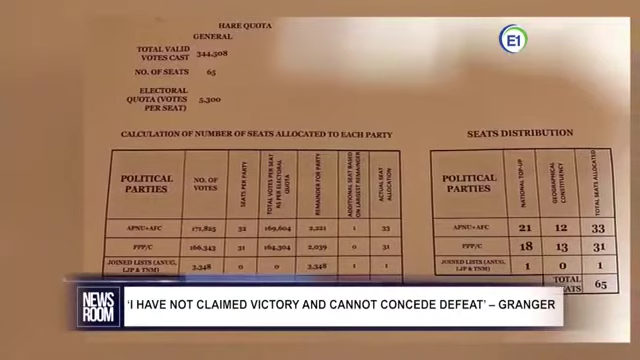 HARE QUOTA
GENERAL
TOTAL VALID VOTES CAST 344,508
NO. OF SEATS 65
ELECTORAL QUOTA (VOTES PER SEAT) 5,300
E1
CALCULATION OF NUMBER OF SEATS ALLOCATED TO EACH PARTY
POLITICAL PARTIES NO. OF VOTES SEATS PER PARTY TOTAL VOTES PER SEAT AS PER ELECTORAL QUOTA REMAINDER FOR PARTY ADDITIONAL SEAT BASED ON LARGEST REMAINDER ACTUAL SEAT ALLOCATION
APNU+AFC 171,825 32 169,604 2,221 1 33
PPP/C 166,343 31 164,304 2,039 0 31
JOINED LISTS (ANUG, LJP & TNM) 3,348 0 0 3,348 1 1
SEATS DISTRIBUTION
POLITICAL PARTIES NATIONAL TOP-UP GEOGRAPHICAL CONSTITUENCY TOTAL SEATS ALLOCATED
APNU+AFC 21 12 33
PPP/C 18 13 31
JOINED LISTS (ANUG, LJP & TNM) 1 0 1
TOTAL 65
NEWS ROOM
'I HAVE NOT CLAIMED VICTORY AND CANNOT CONCEDE DEFEAT' – GRANGER